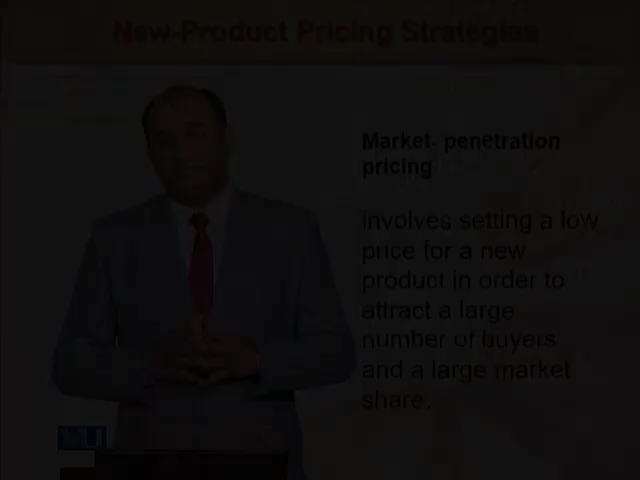 New-Product Pricing Strategies
Market- penetration
pricing
involves setting a low
price for a new
product in order to
attract a large
number of buyers
and a large market
share.